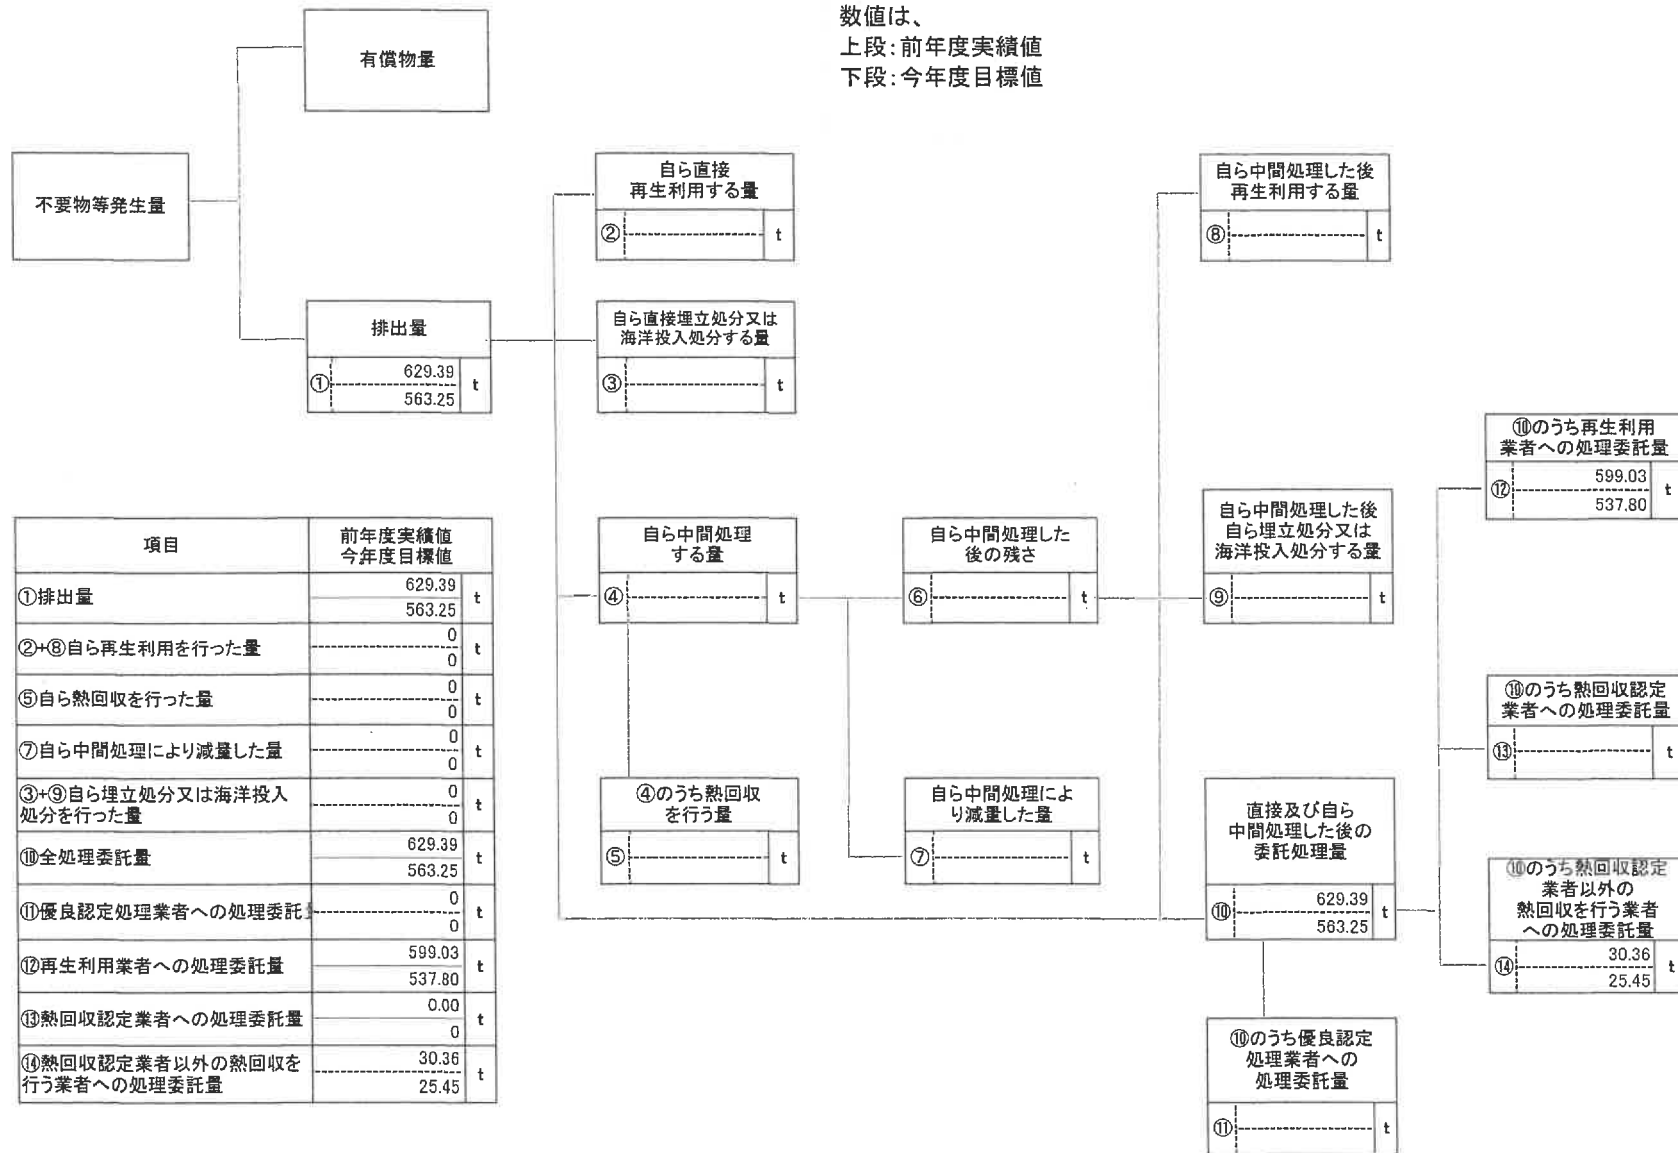 数値は、
上段：前年度実績値
下段：今年度目標値
有償物量
不要物等発生量
排出量
①
629.39
563.25
t
自ら直接
再生利用する量
②
t
自ら直接埋立処分又は
海洋投入処分する量
③
t
自ら中間処理
する量
④
t
④のうち熱回収
を行う量
⑤
t
自ら中間処理した
後の残さ
⑥
t
自ら中間処理によ
り減量した量
⑦
t
自ら中間処理した後
再生利用する量
⑧
t
自ら中間処理した後
自ら埋立処分又は
海洋投入処分する量
⑨
t
直接及び自ら
中間処理した後の
委託処理量
⑩
629.39
563.25
t
⑩のうち優良認定
処理業者への
処理委託量
⑪
t
⑩のうち再生利用
業者への処理委託量
⑫
599.03
537.80
t
⑩のうち熱回収認定
業者への処理委託量
⑬
t
⑩のうち熱回収認定
業者以外の
熱回収を行う業者
への処理委託量
⑭
30.36
25.45
t
項目
前年度実績値
今年度目標値
①排出量
629.39
563.25
t
②+⑧自ら再生利用を行った量
0
0
t
⑤自ら熱回収を行った量
0
0
t
⑦自ら中間処理により減量した量
0
0
t
③+⑨自ら埋立処分又は海洋投入
処分を行った量
0
0
t
⑩全処理委託量
629.39
563.25
t
⑪優良認定処理業者への処理委託
0
0
t
⑫再生利用業者への処理委託量
599.03
537.80
t
⑬熱回収認定業者への処理委託量
0.00
0
t
⑭熱回収認定業者以外の熱回収を
行う業者への処理委託量
30.36
25.45
t